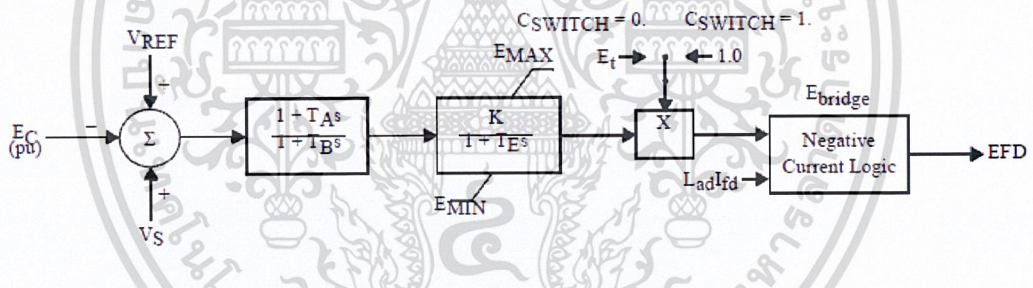 CSWITCH = 0.
CSWITCH = 1.
VREF
EMAX
Et
1.0
+
Ebridge
EC
(pu)
−
Σ
1 + TAs
1 + TBs
K
1 + TEs
X
Negative
Current Logic
EFD
LadIfd
+
EMIN
VS